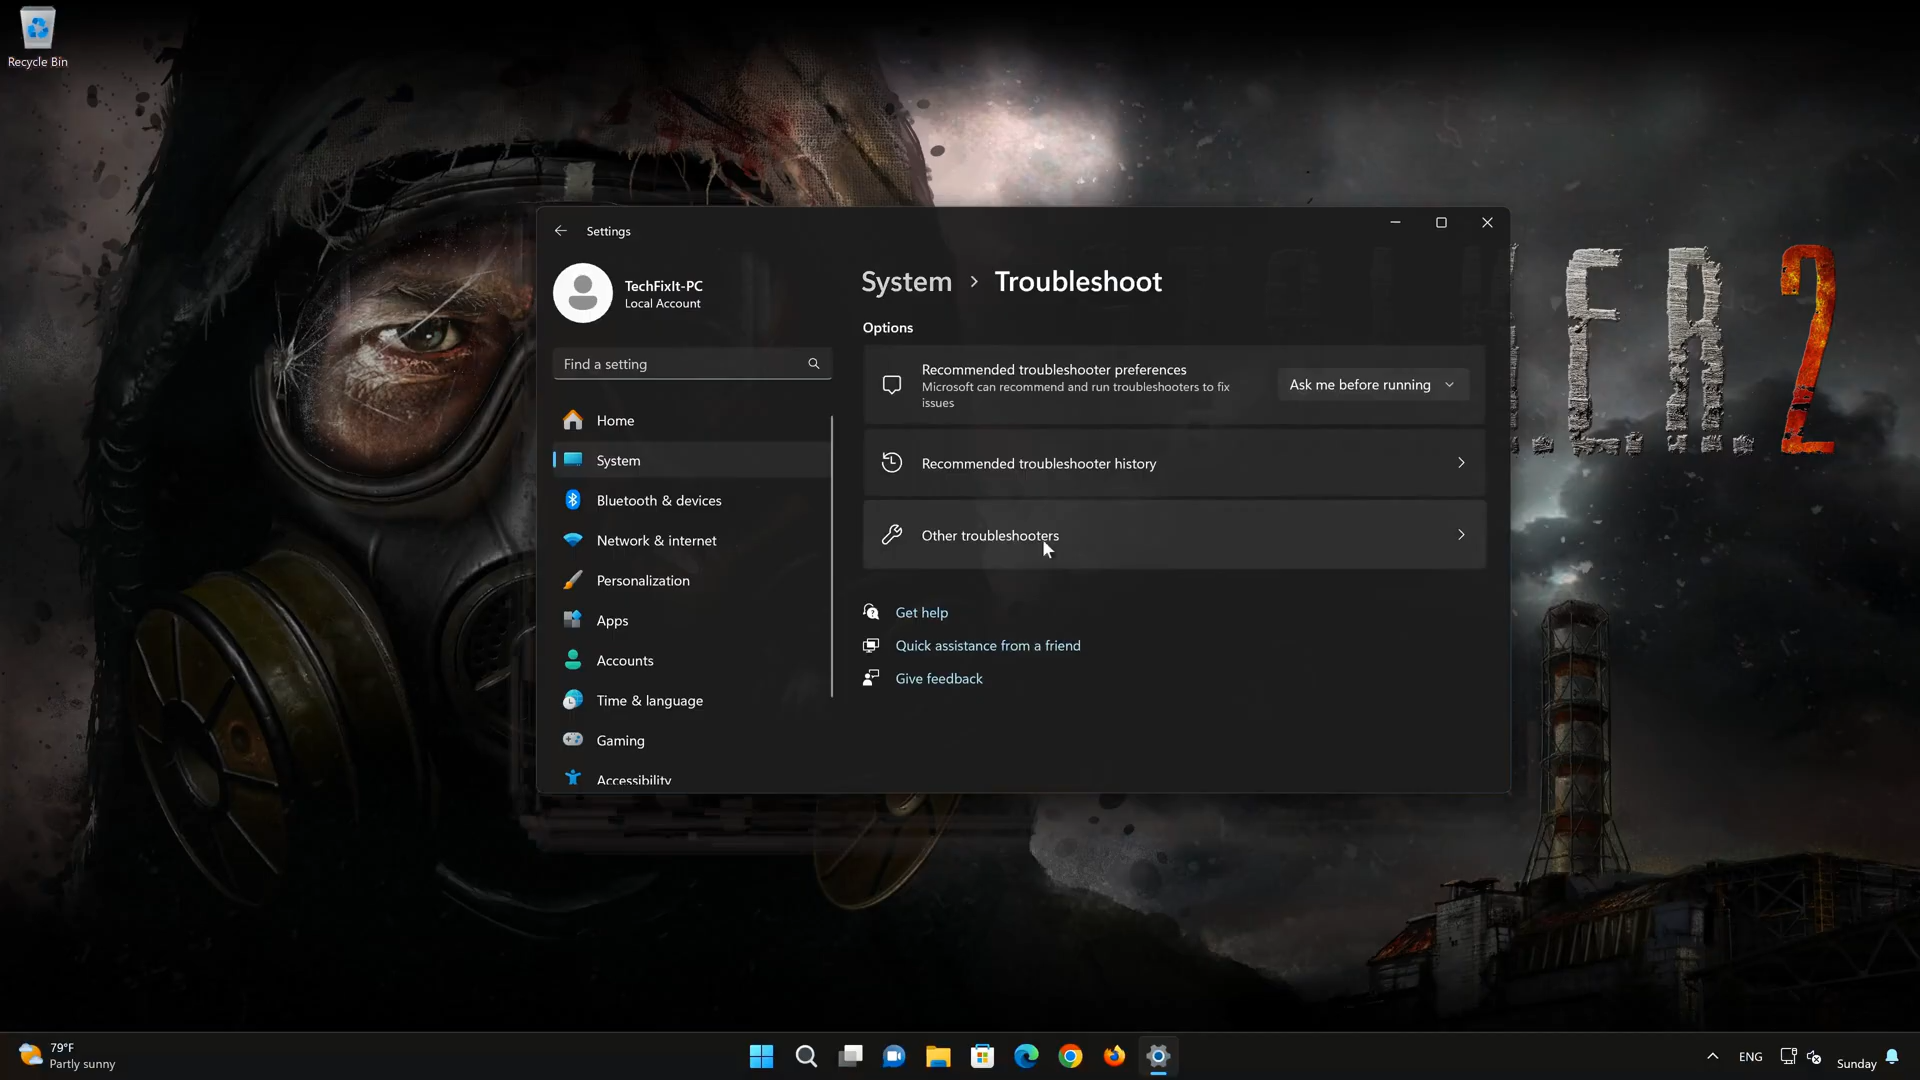 Recycle Bin
Settings
TechFixIt-PC
Local Account
Find a setting
Home
System
Bluetooth & devices
Network & internet
Personalization
Apps
Accounts
Time & language
Gaming
Accessibility
System > Troubleshoot
Options
Recommended troubleshooter preferences
Microsoft can recommend and run troubleshooters to fix
issues
Ask me before running
Recommended troubleshooter history
Other troubleshooters
Get help
Quick assistance from a friend
Give feedback
.E.R. 2
79°F
Partly sunny
ENG
Sunday